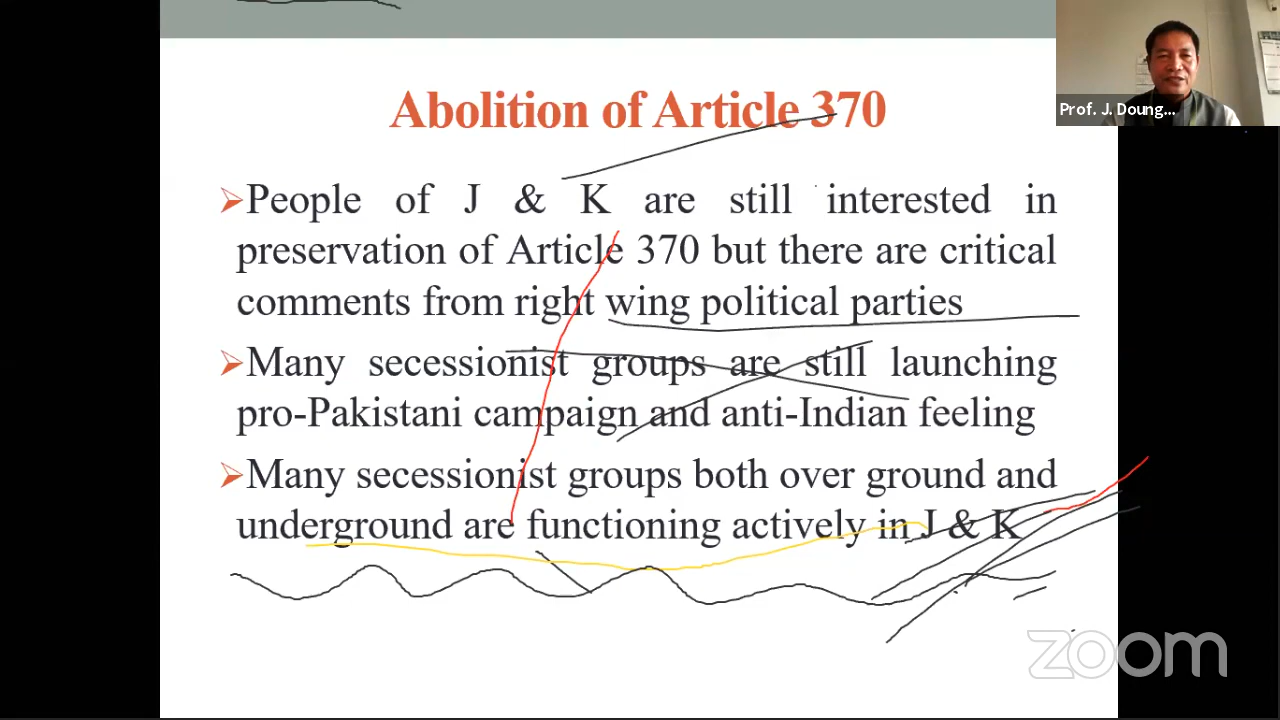 Prof. J. Doung...
Abolition of Article 370
➢People of J & K are still interested in
preservation of Article 370 but there are critical
comments from right wing political parties
➢Many secessionist groups are still launching
pro-Pakistani campaign and anti-Indian feeling
➢Many secessionist groups both over ground and
underground are functioning actively in J & K
zoom